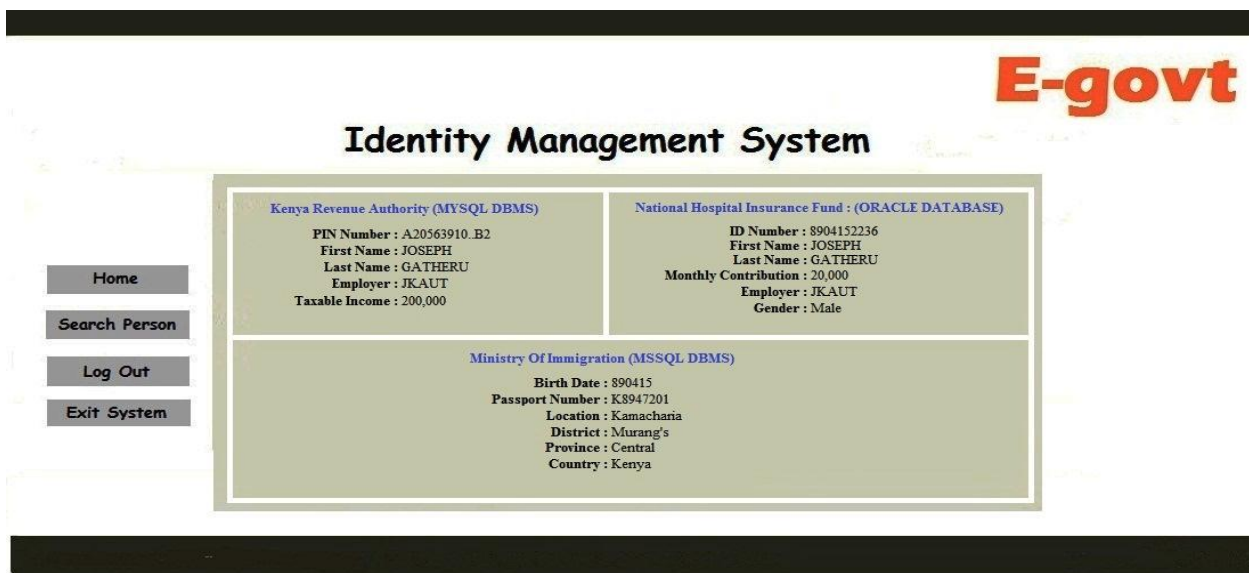 E-govt
Identity Management System
Home
Search Person
Log Out
Exit System
Kenya Revenue Authority (MYSQL DBMS)
PIN Number : A20563910..B2
First Name : JOSEPH
Last Name : GATHERU
Employer : JKAUT
Taxable Income : 200,000
National Hospital Insurance Fund : (ORACLE DATABASE)
ID Number : 8904152236
First Name : JOSEPH
Last Name : GATHERU
Monthly Contribution : 20,000
Employer : JKAUT
Gender : Male
Ministry Of Immigration (MSSQL DBMS)
Birth Date : 890415
Passport Number : K8947201
Location : Kamacharia
District : Murang's
Province : Central
Country : Kenya